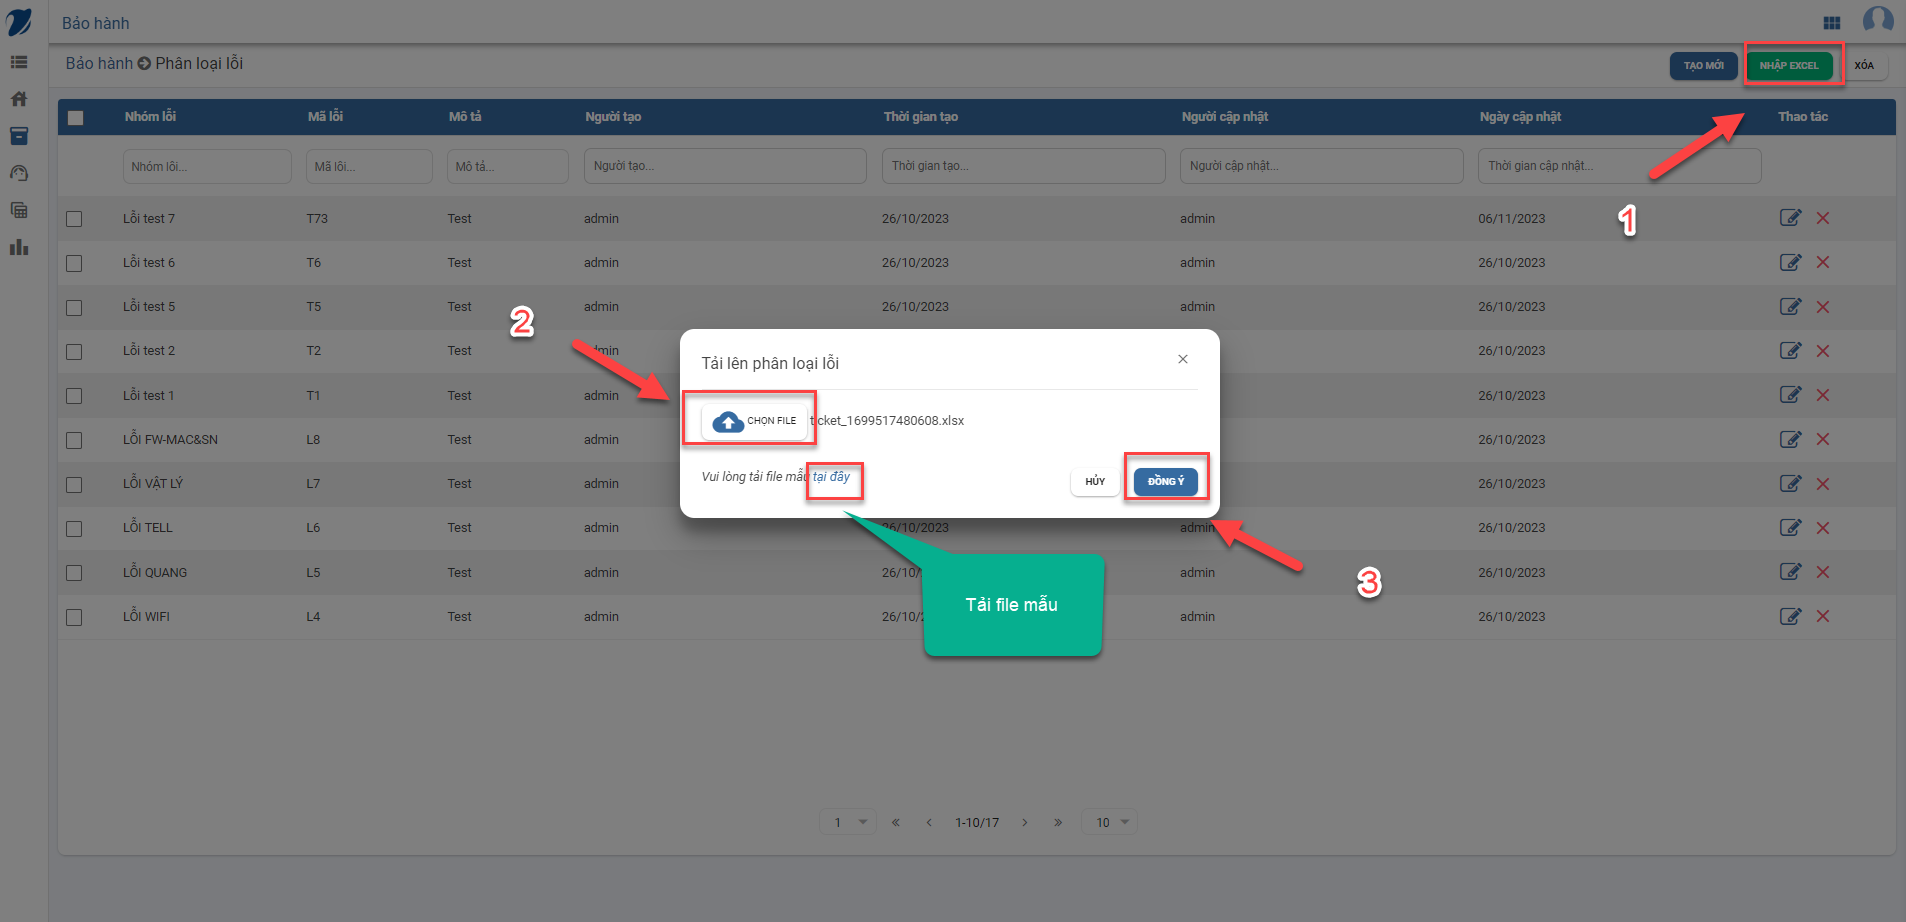 Bảo hành
Bảo hành Phân loại lỗi
TẠO MỚI NHẬP EXCEL XÓA
Nhóm lỗi Mã lỗi Mô tả Người tạo Thời gian tạo Người cập nhật Ngày cập nhật Thao tác
Nhóm lỗi... Mã lỗi... Mô tả... Người tạo... Thời gian tạo... Người cập nhật... Thời gian cập nhật...
Lỗi test 7 T73 Test admin 26/10/2023 admin 06/11/2023
1
Lỗi test 6 T6 Test admin 26/10/2023 admin 26/10/2023
Lỗi test 5 T5 Test admin 26/10/2023 admin 26/10/2023
2
Lỗi test 2 T2 Test 26/10/2023
Tải lên phân loại lỗi
Lỗi test 1 T1 Test 26/10/2023
CHỌN FILE ticket_1699517480608.xlsx
LỖI FW-MAC&SN L8 Test admin 26/10/2023
Vui lòng tải file mẫu tại đây HỦY ĐỒNG Ý
LỖI VẬT LÝ L7 Test admin 26/10/2023
LỖI TELL L6 Test admin 26/10/2023 admin 26/10/2023
LỖI QUANG L5 Test admin 26/10/ admin 26/10/2023
3
Tải file mẫu
LỖI WIFI L4 Test admin 26/10/2 admin 26/10/2023
1 1-10/17 10